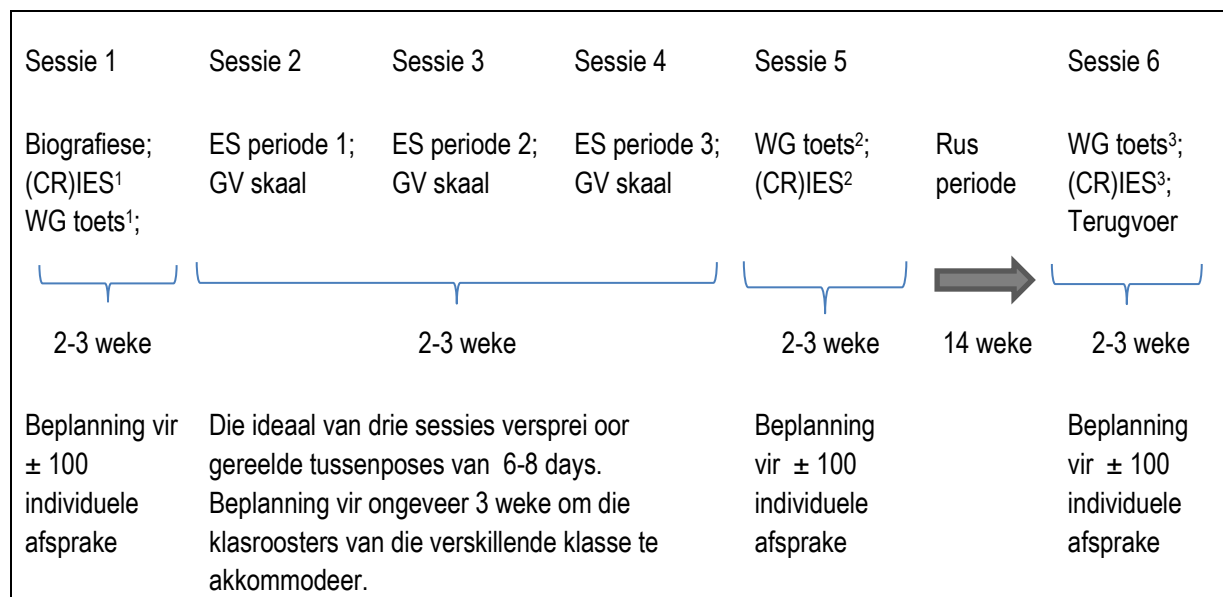 Sessie 1 Sessie 2 Sessie 3 Sessie 4 Sessie 5 Sessie 6
Biografiese; ES periode 1; ES periode 2; ES periode 3; WG toets²; Rus WG toets³;
(CR)IES¹ GV skaal GV skaal GV skaal (CR)IES² periode (CR)IES³;
WG toets¹; Terugvoer
2-3 weke 2-3 weke 2-3 weke 14 weke 2-3 weke
Beplanning vir Die ideaal van drie sessies versprei oor Beplanning Beplanning
± 100 gereelde tussenposes van 6-8 days. vir ± 100 vir ± 100
individuele Beplanning vir ongeveer 3 weke om die individuele individuele
afsprake klasroosters van die verskillende klasse te afsprake afsprake
akkommodeer.